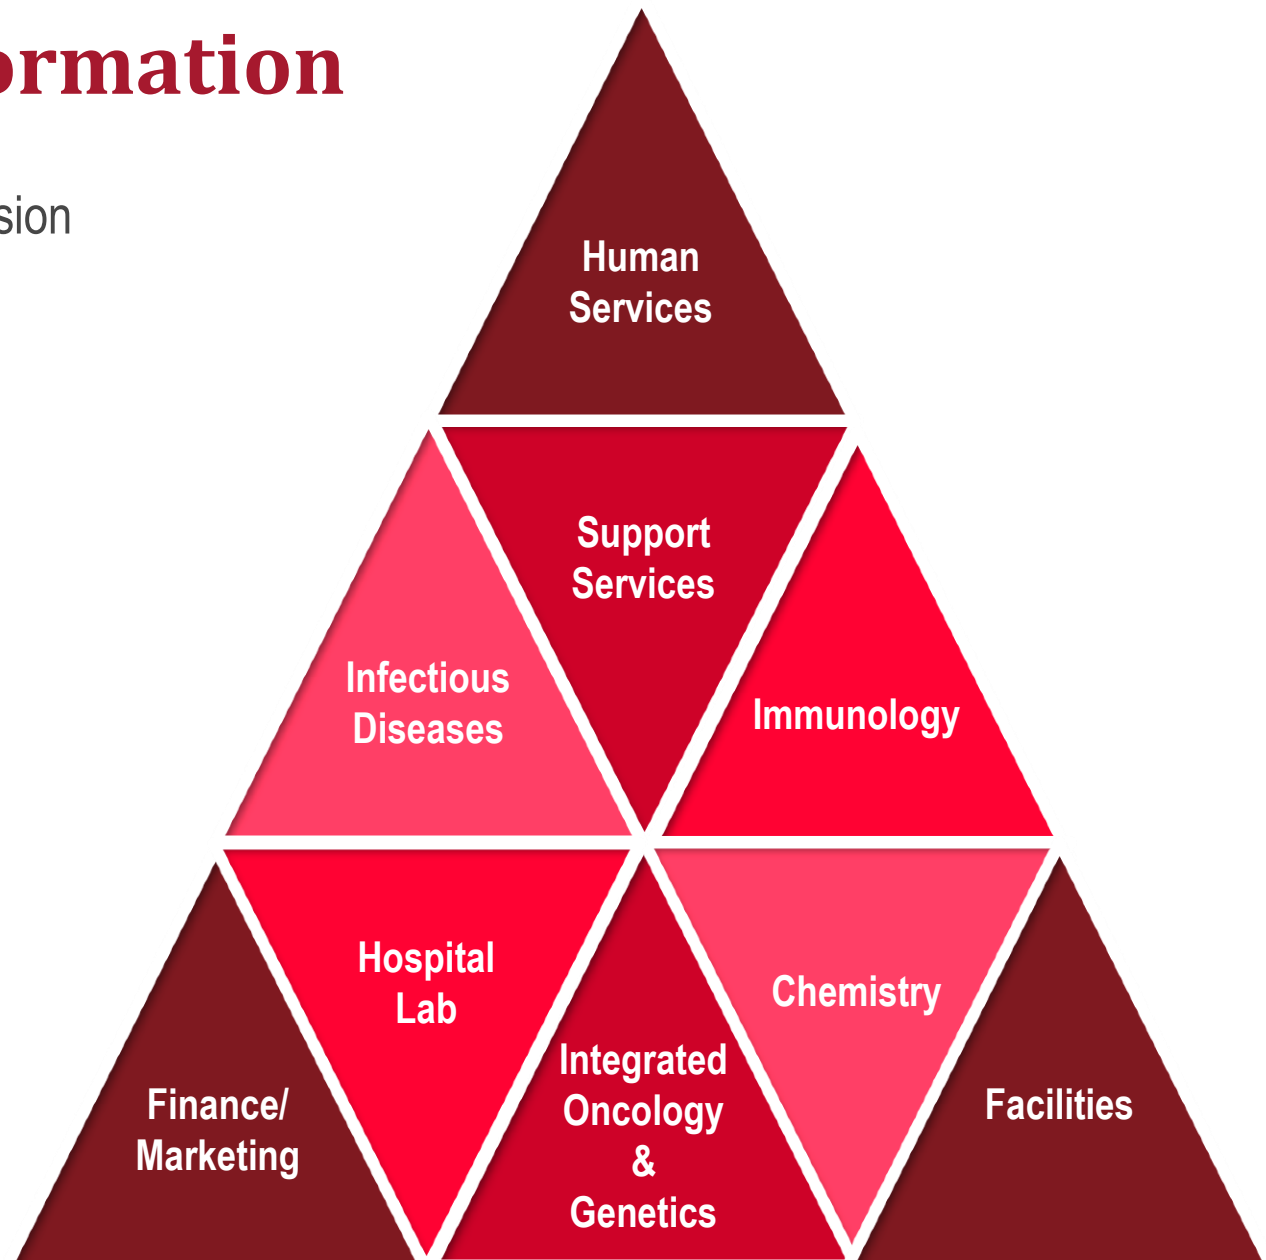 ormation
sion
Human
Services
Support
Services
Infectious
Diseases
Immunology
Hospital
Lab
Chemistry
Integrated
Oncology
&
Genetics
Finance/
Marketing
Facilities